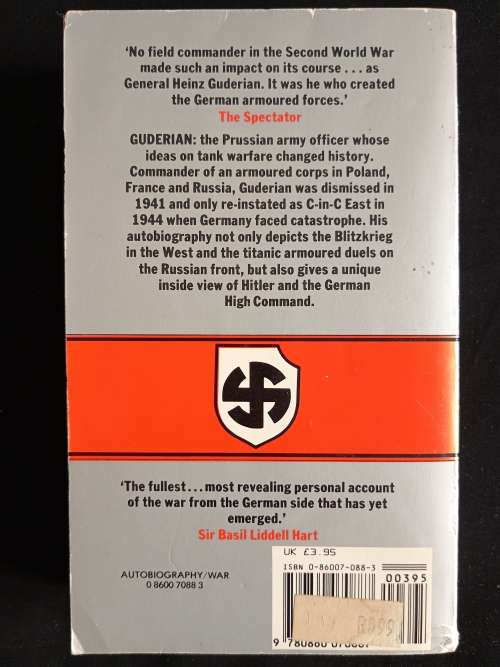 ‘No field commander in the Second World War
made such an impact on its course . . . as
General Heinz Guderian. It was he who created
the German armoured forces.’
The Spectator
GUDERIAN: the Prussian army officer whose
ideas on tank warfare changed history.
Commander of an armoured corps in Poland,
France and Russia, Guderian was dismissed in
1941 and only re-instated as C-in-C East in
1944 when Germany faced catastrophe. His
autobiography not only depicts the Blitzkrieg
in the West and the titanic armoured duels on
the Russian front, but also gives a unique
inside view of Hitler and the German
High Command.
‘The fullest . . . most revealing personal account
of the war from the German side that has yet
emerged.’
Sir Basil Liddell Hart
UK £3.95
ISBN 0-86007-088-3
00395
AUTOBIOGRAPHY/WAR
0 8600 7088 3
R899
9 780860 070887